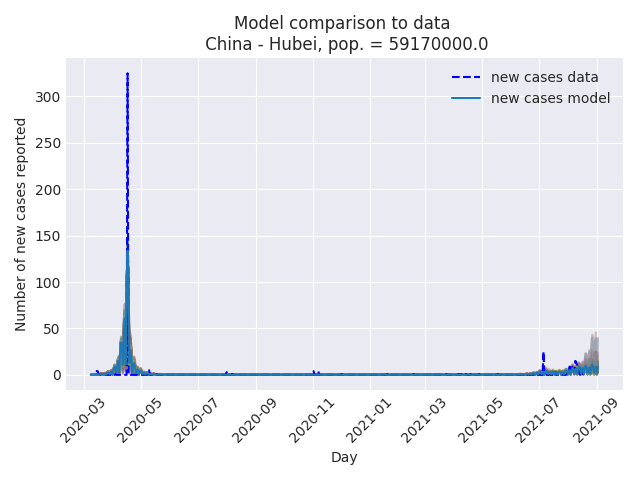 Model comparison to data
China - Hubei, pop. = 59170000.0
new cases data
new cases model
Number of new cases reported
300
250
200
150
100
50
0
2020-03
2020-05
2020-07
2020-09
2020-11
2021-01
2021-03
2021-05
2021-07
2021-09
Day